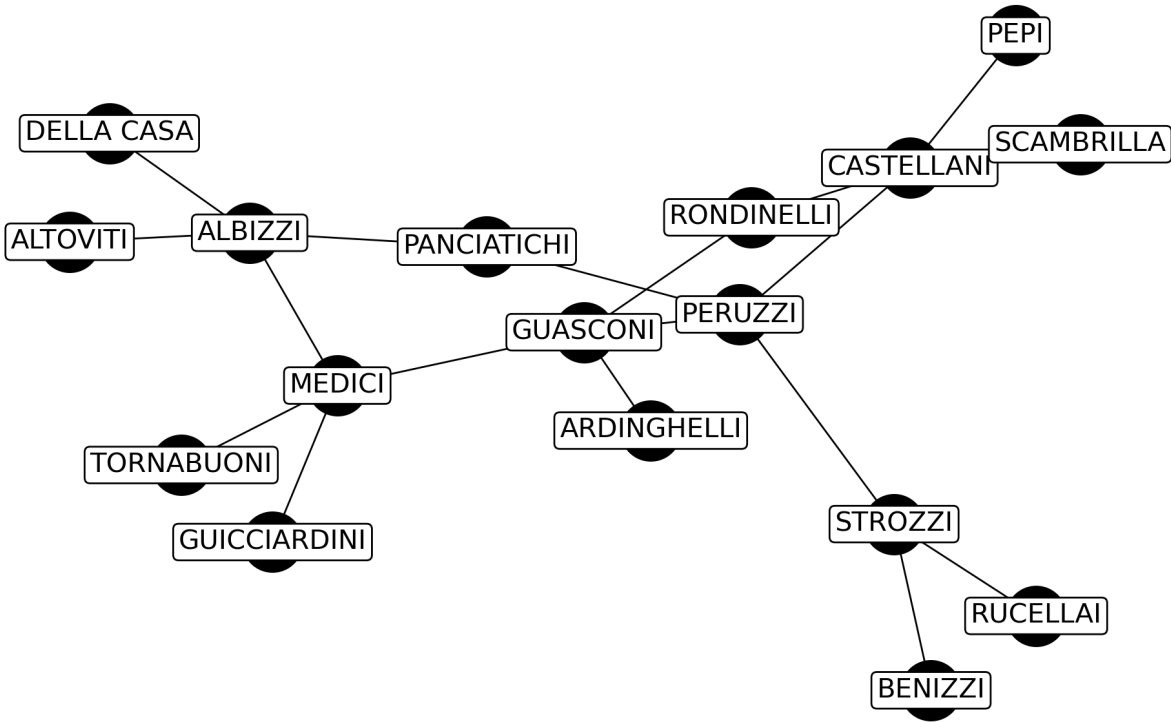 PEPI
DELLA CASA
SCAMBRILLA
CASTELLANI
RONDINELLI
ALTOVITI
ALBIZZI
PANCIATICHI
PERUZZI
GUASCONI
MEDICI
ARDINGHELLI
TORNABUONI
STROZZI
GUICCIARDINI
RUCELLAI
BENIZZI